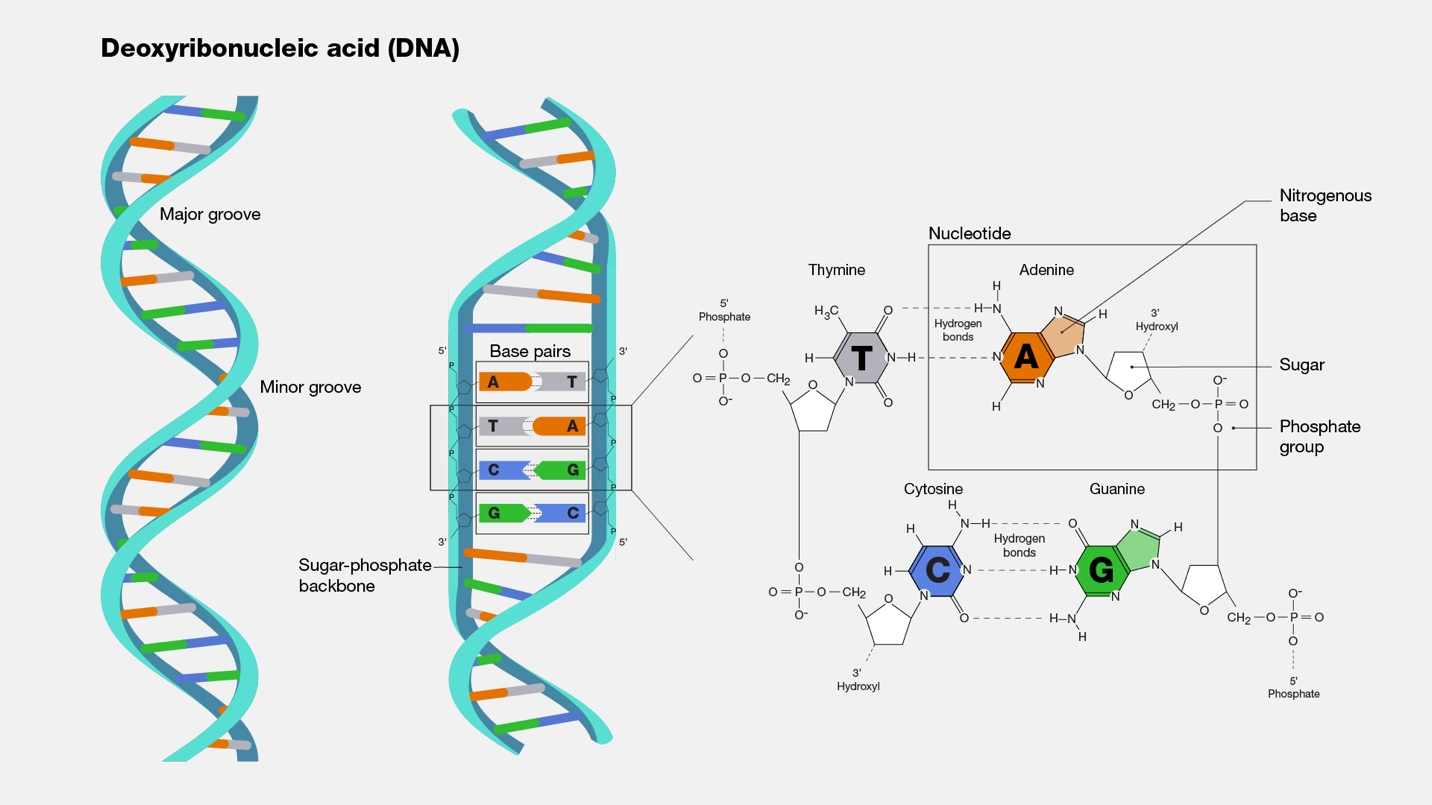 Deoxyribonucleic acid (DNA)
Major groove
Minor groove
Sugar-phosphate
backbone
5'
3'
Base pairs
P
P
A T
P
P
T A
P
P
C G
P
P
G C
3'
5'
5'
Phosphate
O
O=P—O—CH₂
O⁻
Thymine
H₃C
O
H
T
N—H
N
O
O
Hydrogen
bonds
Nucleotide
Adenine
H
H—N
N
H
N
A
N
N
H
3'
Hydroxyl
O
CH₂—O—P=O
O⁻
O
Nitrogenous
base
Sugar
Phosphate
group
Cytosine
H
N—H
H
H
C
N
N
O
O
O=P—O—CH₂
O⁻
O
3'
Hydroxyl
Hydrogen
bonds
Guanine
O
N
H
H—N
G
N
N
H—N
H
O
CH₂—O—P=O
O⁻
O
5'
Phosphate